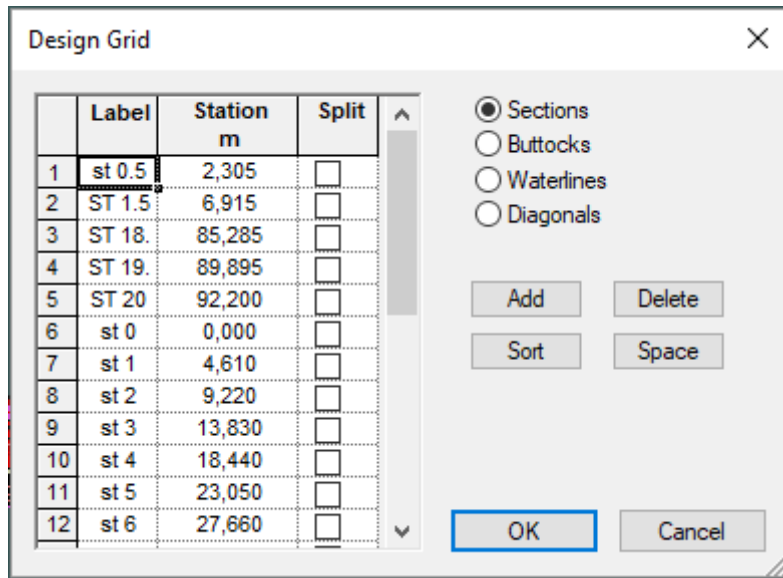 Design Grid
Label Station m Split
1 st 0.5 2,305
2 ST 1.5 6,915
3 ST 18. 85,285
4 ST 19. 89,895
5 ST 20 92,200
6 st 0 0,000
7 st 1 4,610
8 st 2 9,220
9 st 3 13,830
10 st 4 18,440
11 st 5 23,050
12 st 6 27,660
Sections
Buttocks
Waterlines
Diagonals
Add Delete
Sort Space
OK Cancel